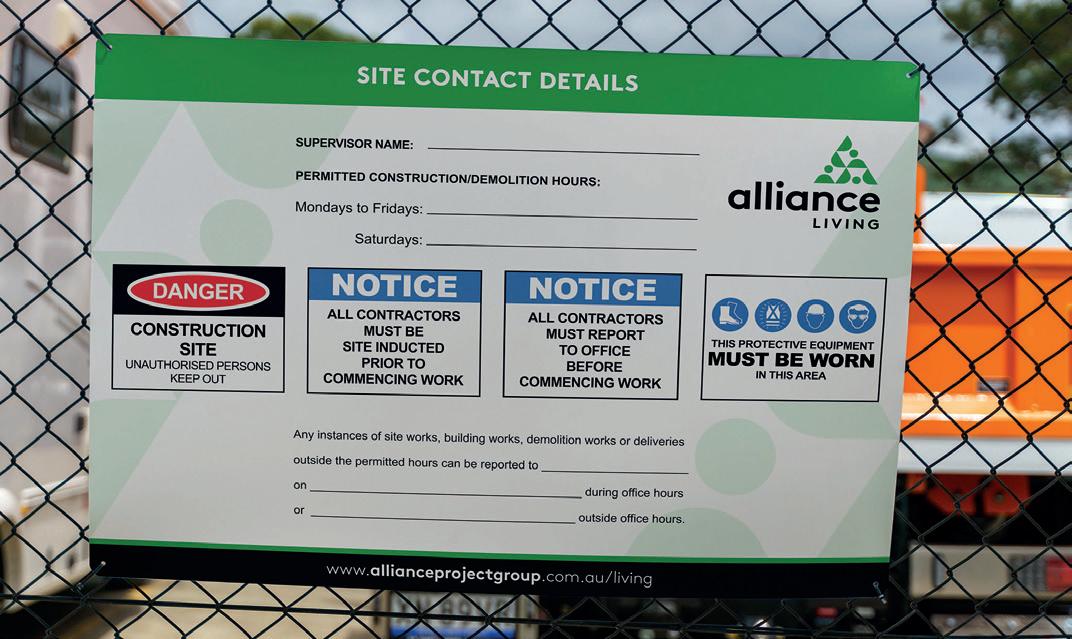 SITE CONTACT DETAILS
SUPERVISOR NAME:
PERMITTED CONSTRUCTION/DEMOLITION HOURS:
Mondays to Fridays:
Saturdays:
alliance
LIVING
DANGER
CONSTRUCTION
SITE
UNAUTHORISED PERSONS
KEEP OUT
NOTICE
ALL CONTRACTORS
MUST BE
SITE INDUCTED
PRIOR TO
COMMENCING WORK
NOTICE
ALL CONTRACTORS
MUST REPORT
TO OFFICE
BEFORE
COMMENCING WORK
THIS PROTECTIVE EQUIPMENT
MUST BE WORN
IN THIS AREA
Any instances of site works, building works, demolition works or deliveries
outside the permitted hours can be reported to
on during office hours
or outside office hours.
www.allianceprojectgroup.com.au/living